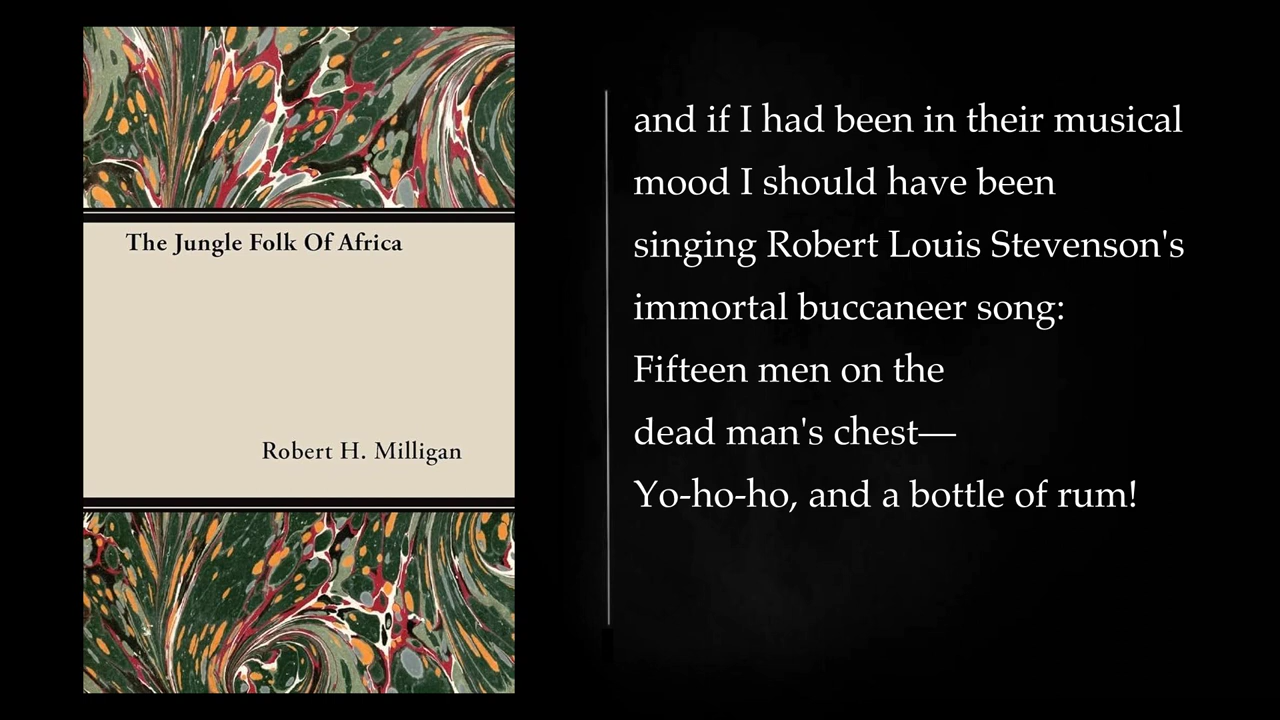 The Jungle Folk Of Africa
Robert H. Milligan
and if I had been in their musical
mood I should have been
singing Robert Louis Stevenson's
immortal buccaneer song:
Fifteen men on the
dead man's chest—
Yo-ho-ho, and a bottle of rum!